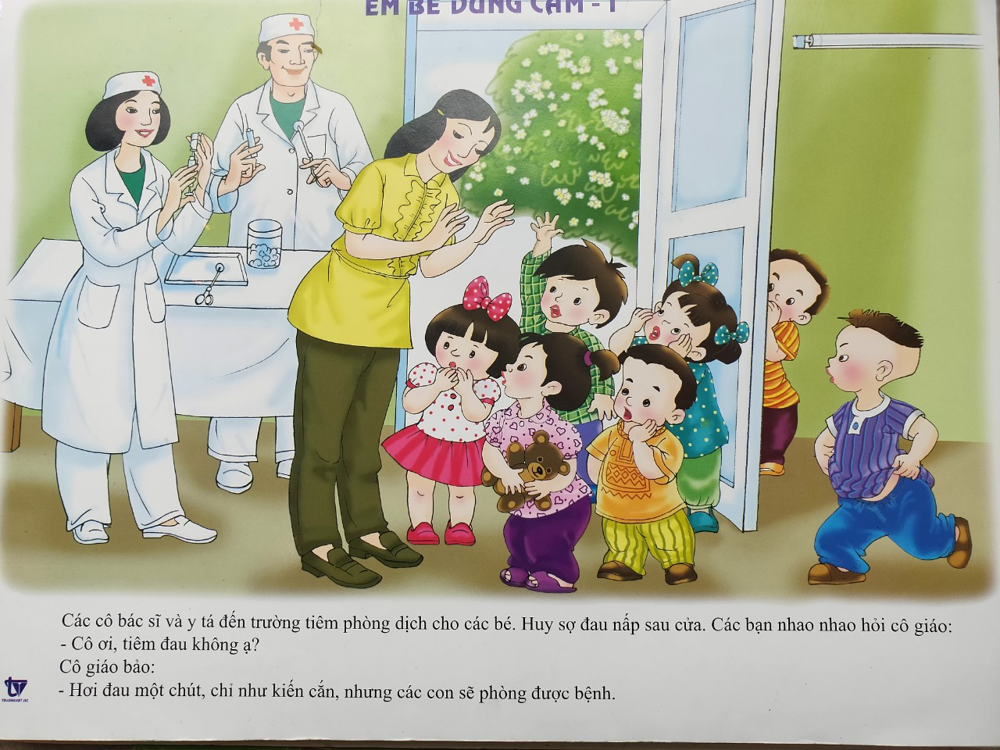 EM BÉ DŨNG CẢM - 1
Các cô bác sĩ và y tá đến trường tiêm phòng dịch cho các bé. Huy sợ đau nấp sau cửa. Các bạn nhao nhao hỏi cô giáo:
- Cô ơi, tiêm đau không ạ?
Cô giáo bảo:
- Hơi đau một chút, chỉ như kiến cắn, nhưng các con sẽ phòng được bệnh.
TV
TRUONGVIET.,JSC